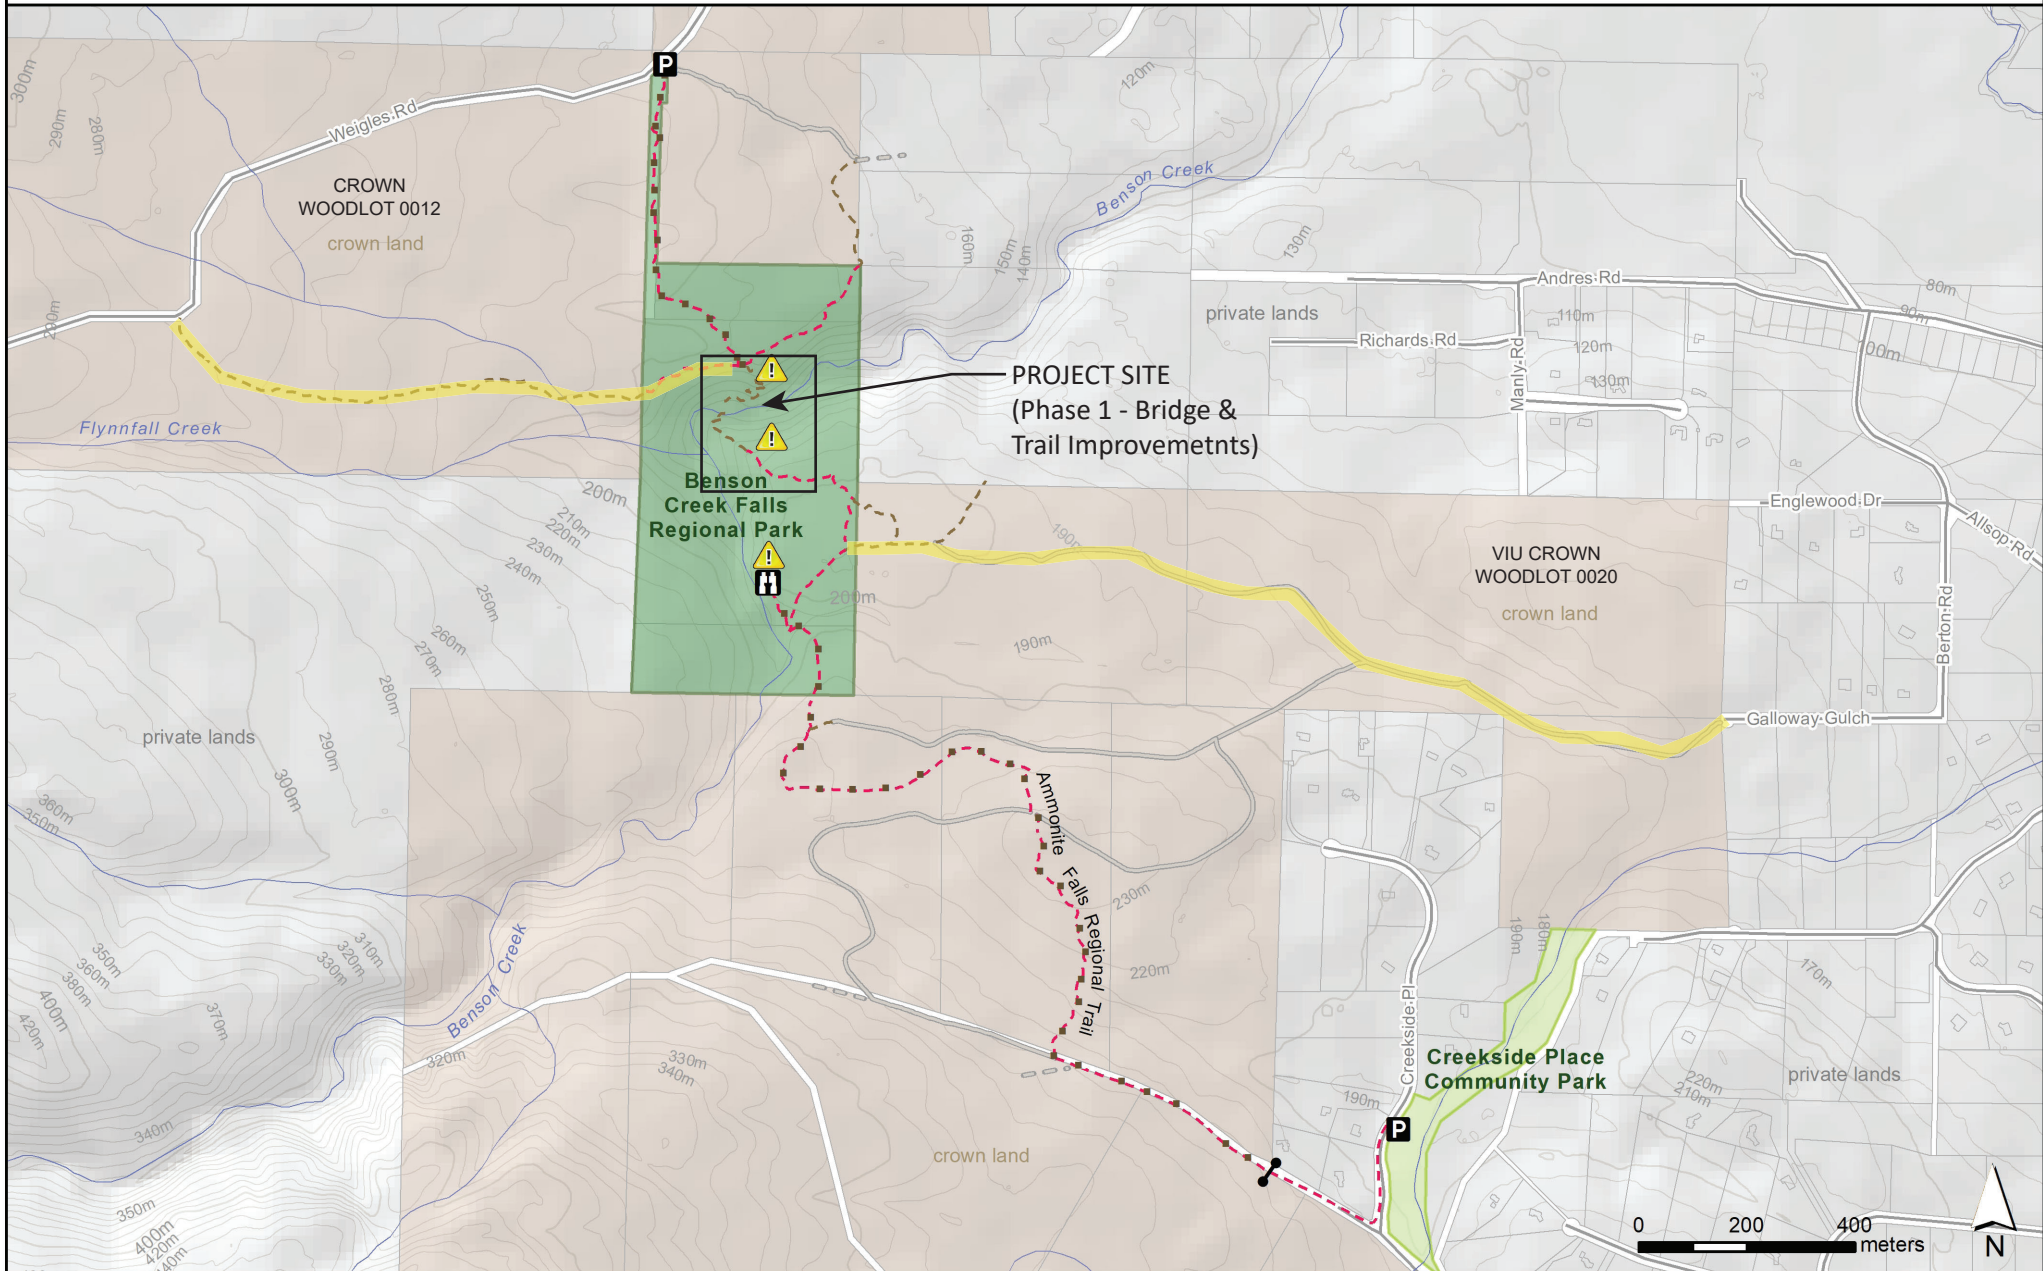 P
120m
300m
290m
280m
Weigles Rd
CROWN
WOODLOT 0012
crown land
Benson Creek
160m
150m
140m
130m
290m
Andres Rd
80m
90m
100m
private lands
110m
Richards Rd
120m
130m
Manly Rd
PROJECT SITE
(Phase 1 - Bridge &
Trail Improvemetnts)
Flynnfall Creek
!
!
Benson
Creek Falls
Regional Park
200m
210m
220m
230m
240m
250m
260m
270m
280m
!
190m
200m
190m
Englewood Dr
Allsop Rd
VIU CROWN
WOODLOT 0020
crown land
Berton Rd
Galloway Gulch
private lands
290m
300m
360m
350m
Ammonite Falls Regional Trail
230m
220m
190m
180m
170m
310m
320m
330m
350m
360m
380m
400m
420m
370m
Benson Creek
320m
330m
340m
340m
Creekside Pl
Creekside Place
Community Park
220m
210m
private lands
190m
P
crown land
350m
400m
420m
440m
0 200 400
meters
N